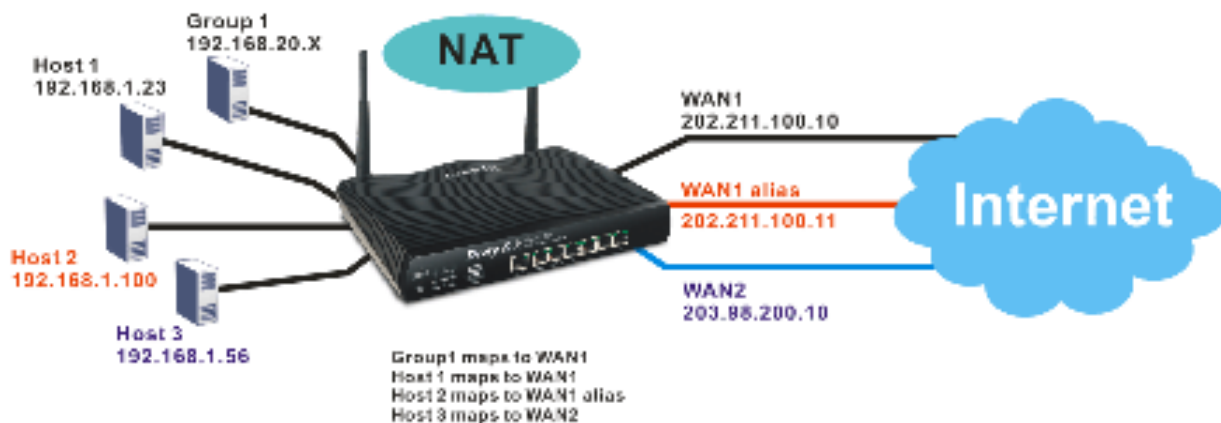 Group 1
192.168.20.X
NAT
Host 1
192.168.1.23
WAN1
202.211.100.10
WAN1 alias
202.211.100.11
Internet
Host 2
192.168.1.100
WAN2
203.98.200.10
Host 3
192.168.1.56
Group1 maps to WAN1
Host 1 maps to WAN1
Host 2 maps to WAN1 alias
Host 3 maps to WAN2